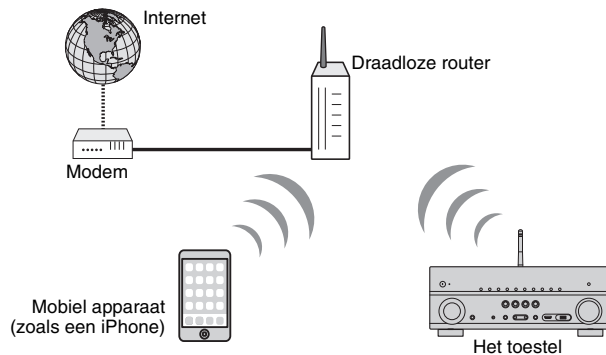 Internet
Draadloze router
Modem
Mobiel apparaat
(zoals een iPhone)
Het toestel